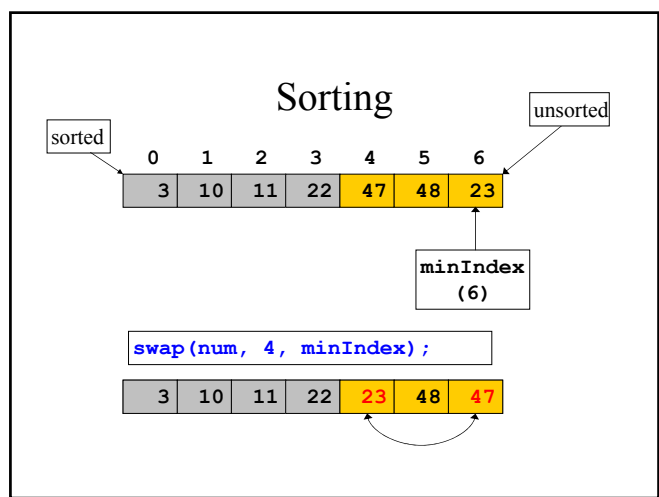 Sorting
sorted
unsorted
0 1 2 3 4 5 6
3 10 11 22 47 48 23
minIndex
(6)
swap(num, 4, minIndex);
3 10 11 22 23 48 47